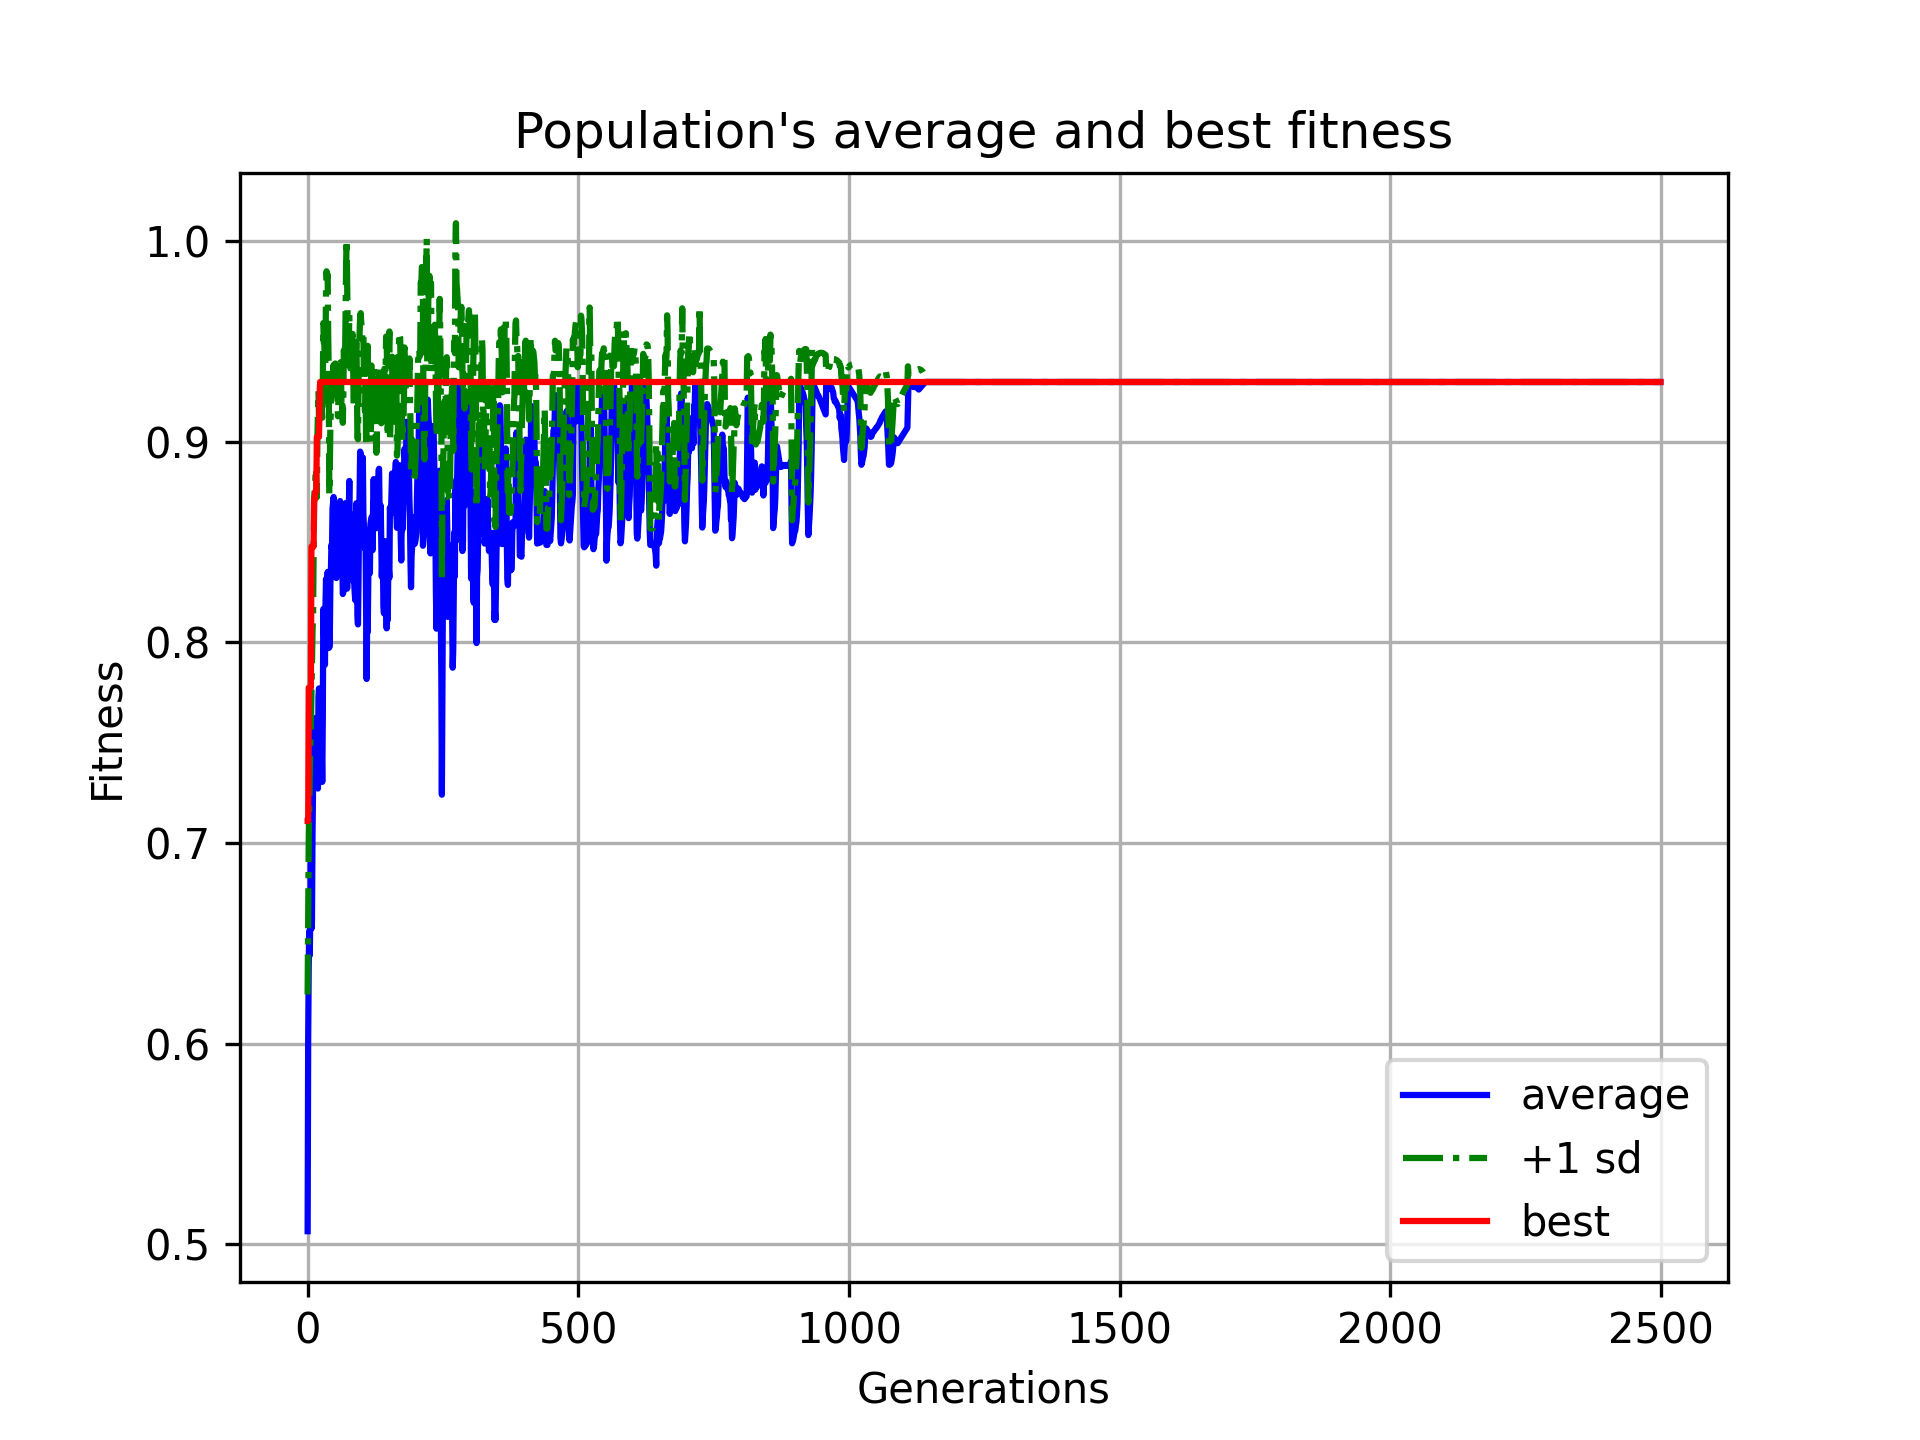 Population's average and best fitness
1.0
0.9
0.8
0.7
0.6
0.5
Fitness
0
500
1000
1500
2000
2500
Generations
average
+1 sd
best